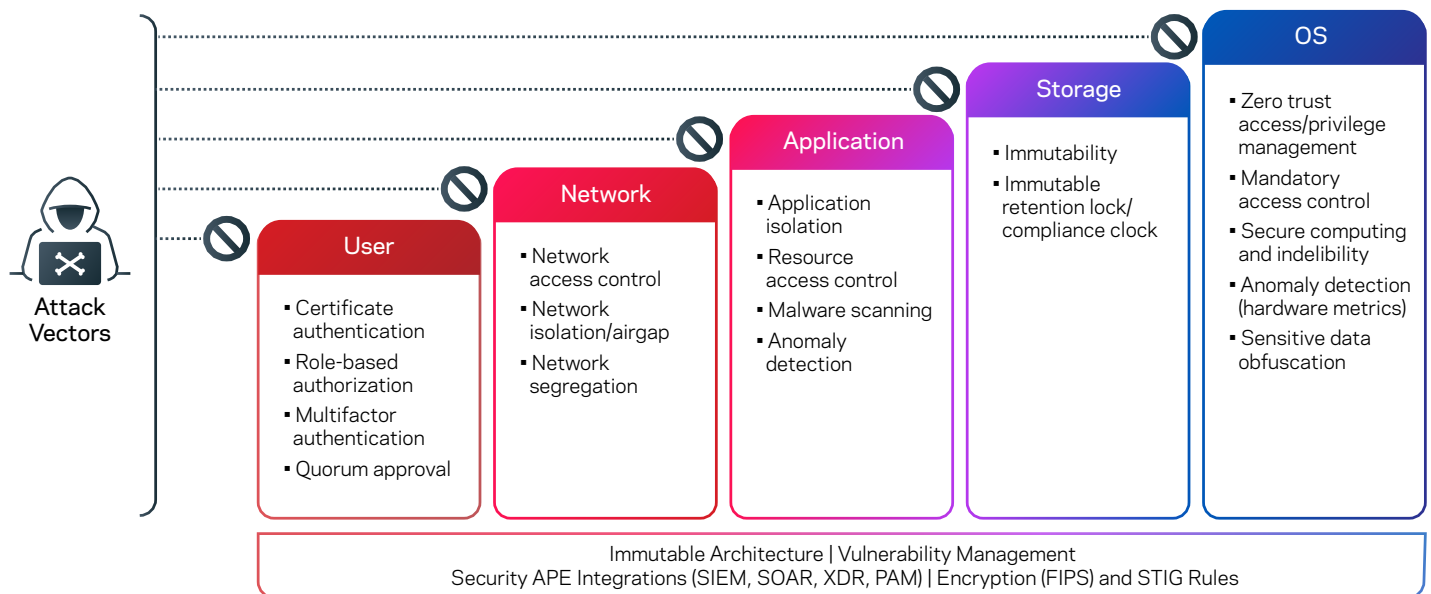 Attack
Vectors
User
▪ Certificate
authentication
▪ Role-based
authorization
▪ Multifactor
authentication
▪ Quorum approval
Network
▪ Network
access control
▪ Network
isolation/airgap
▪ Network
segregation
Application
▪ Application
isolation
▪ Resource
access control
▪ Malware scanning
▪ Anomaly
detection
Storage
▪ Immutability
▪ Immutable
retention lock/
compliance clock
OS
▪ Zero trust
access/privilege
management
▪ Mandatory
access control
▪ Secure computing
and indelibility
▪ Anomaly detection
(hardware metrics)
▪ Sensitive data
obfuscation
Immutable Architecture | Vulnerability Management
Security APE Integrations (SIEM, SOAR, XDR, PAM) | Encryption (FIPS) and STIG Rules